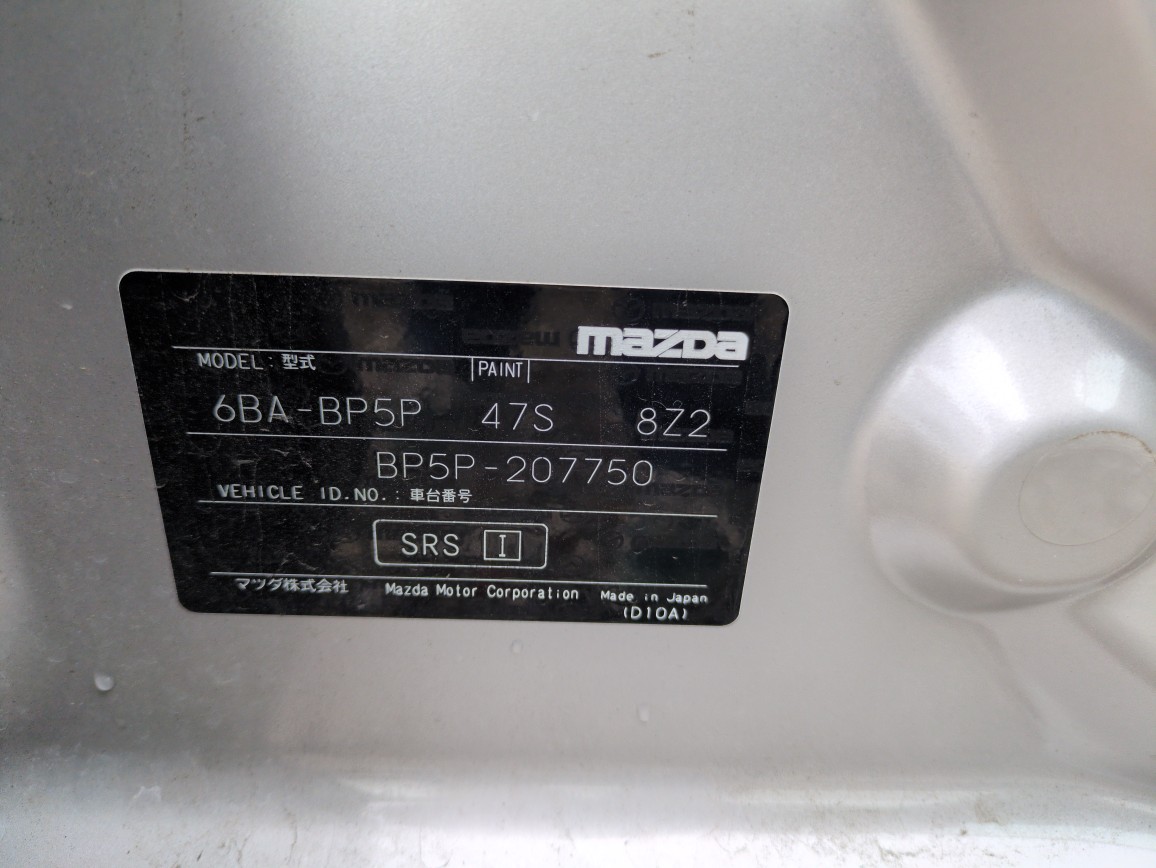 mazda
MODEL : 型式 PAINT
6BA-BP5P 47S 8Z2
BP5P-207750
VEHICLE ID.NO. : 車台番号
SRS I
マツダ株式会社 Mazda Motor Corporation Made in Japan
(D10A)